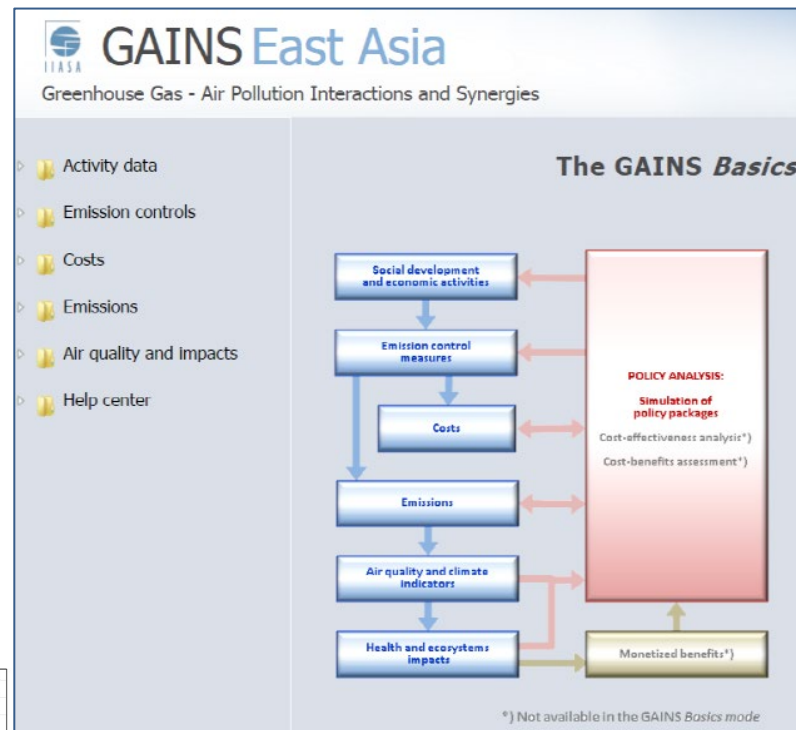 IIASA
GAINS East Asia
Greenhouse Gas - Air Pollution Interactions and Synergies
Activity data
Emission controls
Costs
Emissions
Air quality and impacts
Help center
The GAINS Basics
Social development
and economic activities
Emission control
measures
Costs
Emissions
Air quality and climate
indicators
Health and ecosystems
impacts
POLICY ANALYSIS:
Simulation of
policy packages
Cost-effectiveness analysis*)
Cost-benefits assessment*)
Monetized benefits*)
*) Not available in the GAINS Basics mode